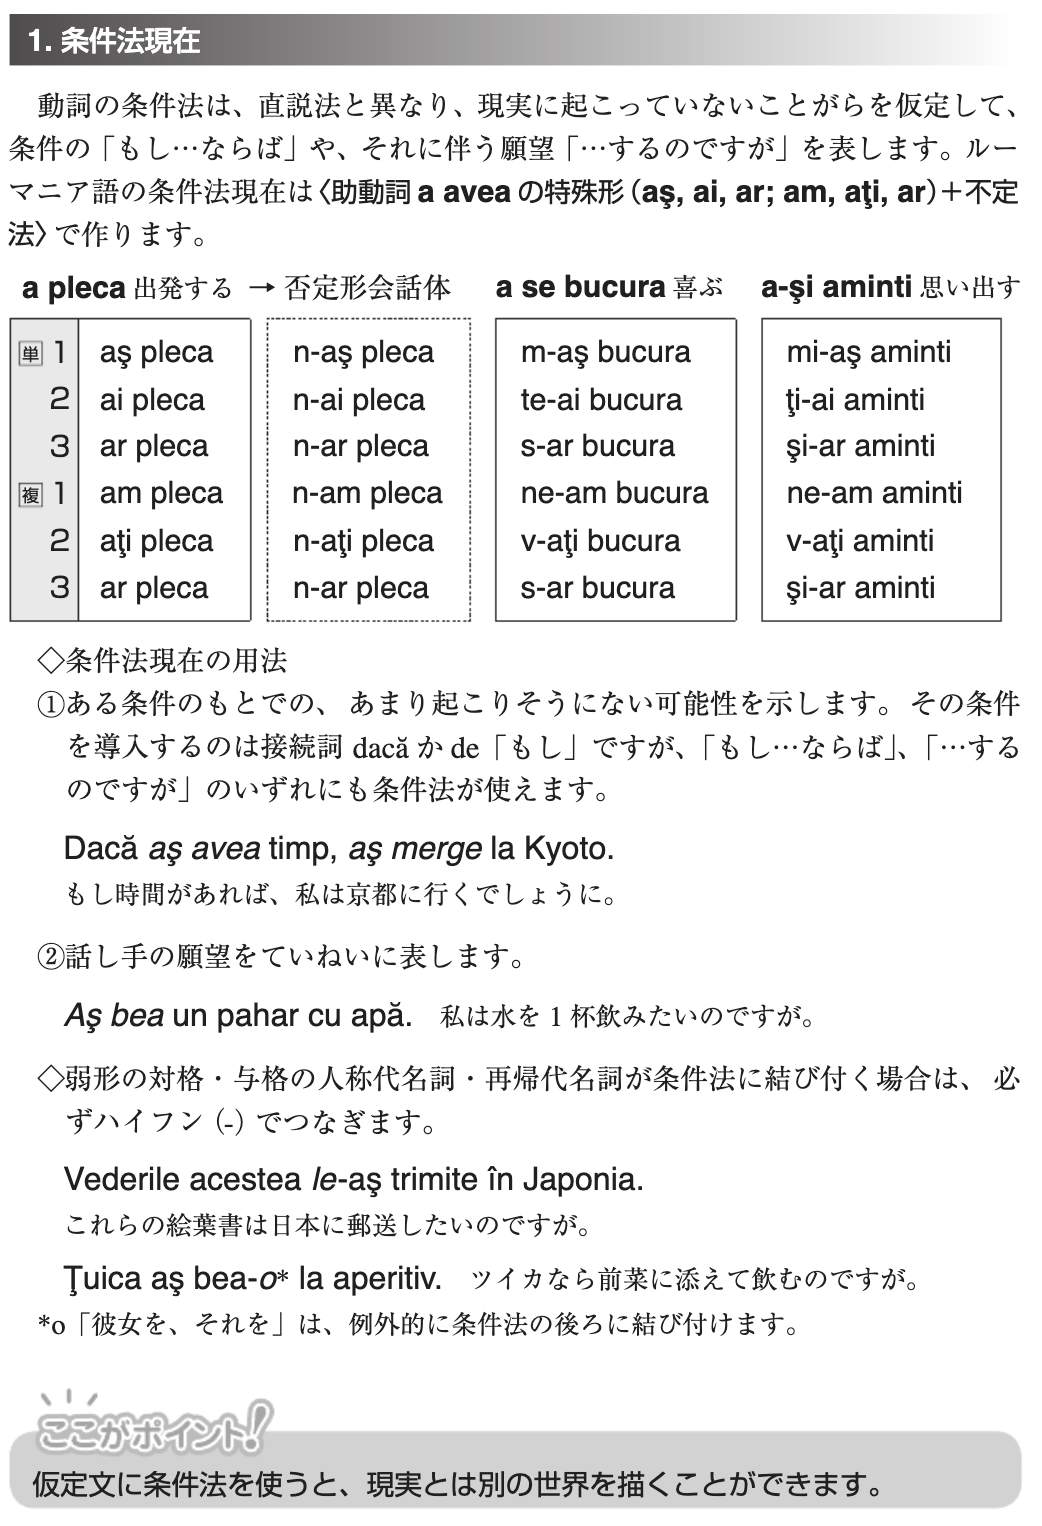 1. 条件法現在
動詞の条件法は、直説法と異なり、現実に起こっていないことがらを仮定して、
条件の「もし…ならば」や、それに伴う願望「…するのですが」を表します。ルー
マニア語の条件法現在は〈助動詞 a avea の特殊形（aş, ai, ar; am, aţi, ar）＋不定
法〉で作ります。
a pleca 出発する → 否定形会話体 a se bucura 喜ぶ a-şi aminti 思い出す
単 1 aş pleca n-aş pleca m-aş bucura mi-aş aminti
2 ai pleca n-ai pleca te-ai bucura ţi-ai aminti
3 ar pleca n-ar pleca s-ar bucura şi-ar aminti
複 1 am pleca n-am pleca ne-am bucura ne-am aminti
2 aţi pleca n-aţi pleca v-aţi bucura v-aţi aminti
3 ar pleca n-ar pleca s-ar bucura şi-ar aminti
◇条件法現在の用法
①ある条件のもとでの、あまり起こりそうにない可能性を示します。その条件
を導入するのは接続詞 dacă か de「もし」ですが、「もし…ならば」、「…する
のですが」のいずれにも条件法が使えます。
Dacă aş avea timp, aş merge la Kyoto.
もし時間があれば、私は京都に行くでしょうに。
②話し手の願望をていねいに表します。
Aş bea un pahar cu apă. 私は水を 1 杯飲みたいのですが。
◇弱形の対格・与格の人称代名詞・再帰代名詞が条件法に結び付く場合は、必
ずハイフン（-）でつなぎます。
Vederile acestea le-aş trimite în Japonia.
これらの絵葉書は日本に郵送したいのですが。
Ţuica aş bea-o* la aperitiv. ツイカなら前菜に添えて飲むのですが。
*o「彼女を、それを」は、例外的に条件法の後ろに結び付けます。
ここがポイント!
仮定文に条件法を使うと、現実とは別の世界を描くことができます。